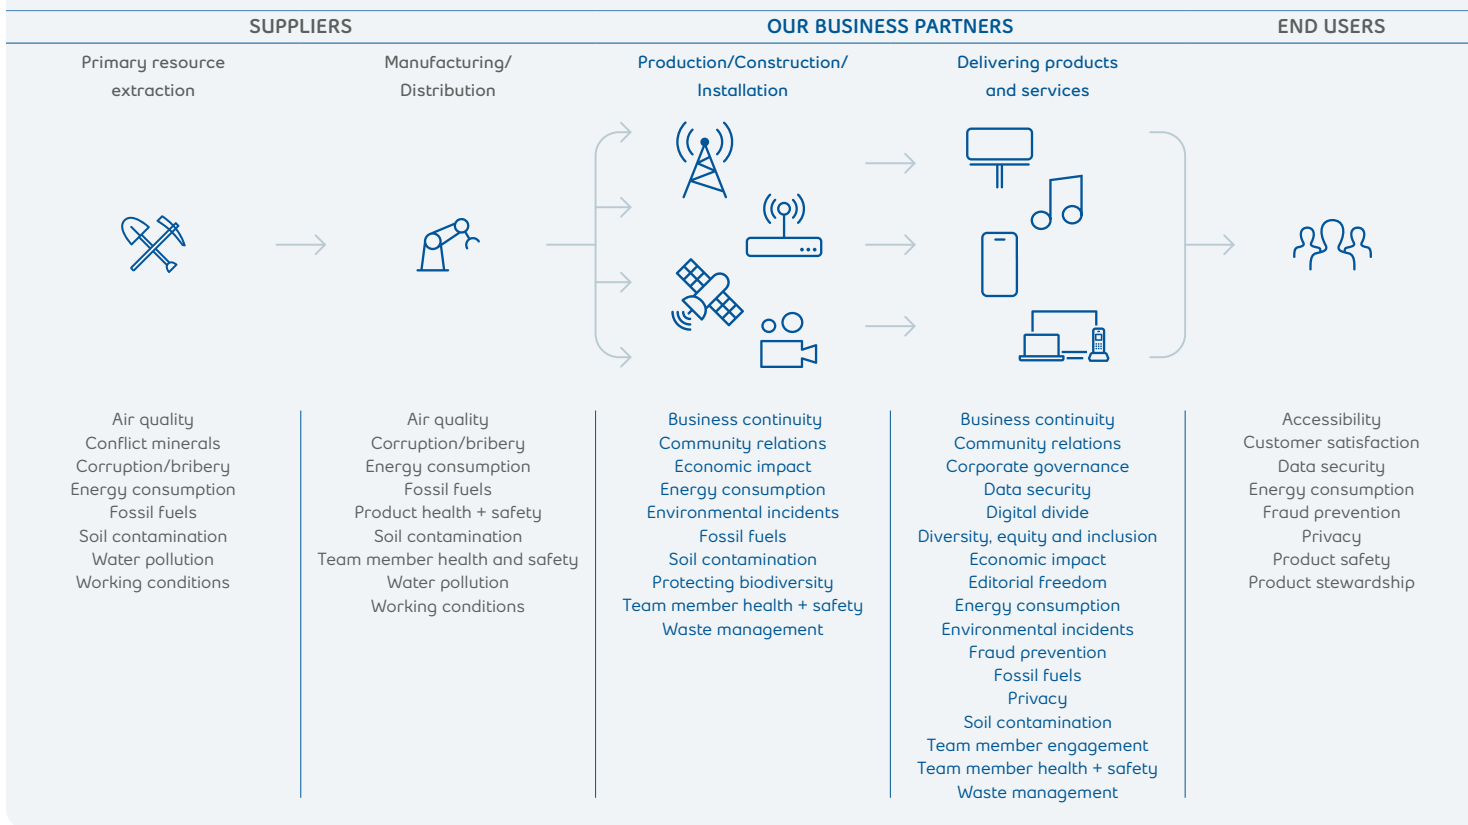 SUPPLIERS
OUR BUSINESS PARTNERS
END USERS
Primary resource
extraction
Manufacturing/
Distribution
Production/Construction/
Installation
Delivering products
and services
Air quality
Conflict minerals
Corruption/bribery
Energy consumption
Fossil fuels
Soil contamination
Water pollution
Working conditions
Air quality
Corruption/bribery
Energy consumption
Fossil fuels
Product health + safety
Soil contamination
Team member health and safety
Water pollution
Working conditions
Business continuity
Community relations
Economic impact
Energy consumption
Environmental incidents
Fossil fuels
Soil contamination
Protecting biodiversity
Team member health + safety
Waste management
Business continuity
Community relations
Corporate governance
Data security
Digital divide
Diversity, equity and inclusion
Economic impact
Editorial freedom
Energy consumption
Environmental incidents
Fraud prevention
Fossil fuels
Privacy
Soil contamination
Team member engagement
Team member health + safety
Waste management
Accessibility
Customer satisfaction
Data security
Energy consumption
Fraud prevention
Privacy
Product safety
Product stewardship